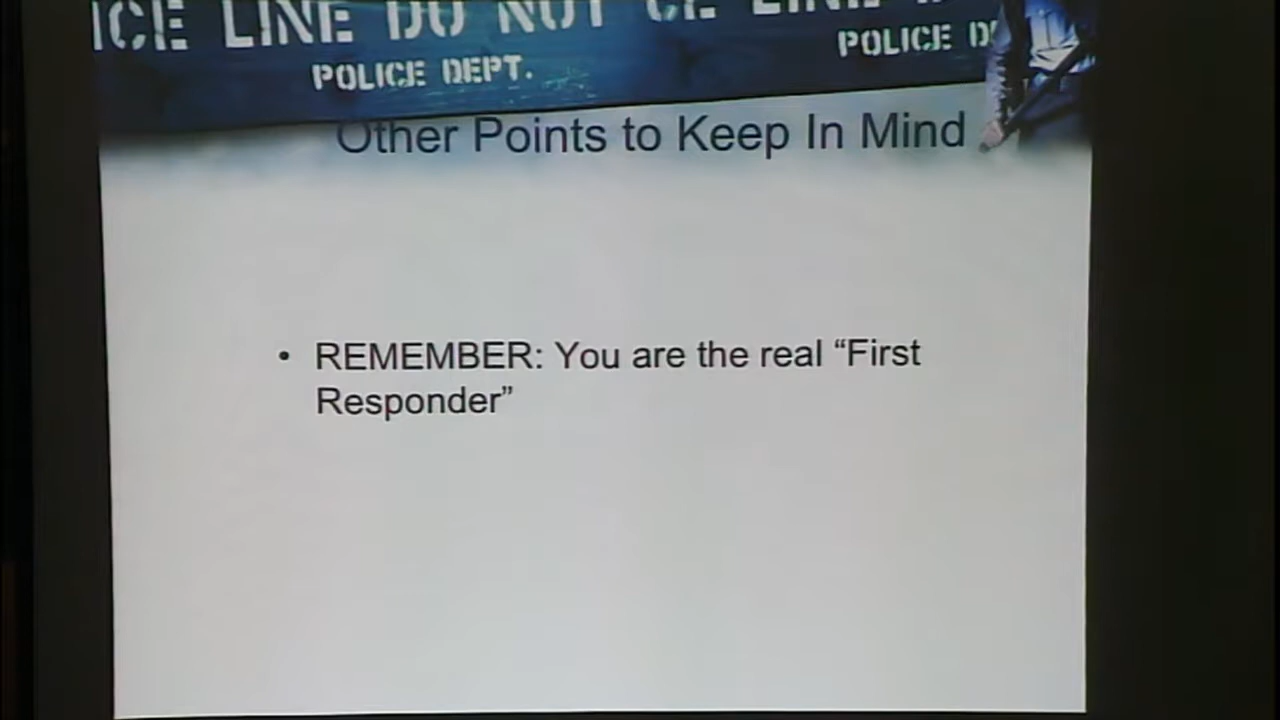 ICE LINE DO NOT
POLICE DEPT.
POLICE
Other Points to Keep In Mind
• REMEMBER: You are the real “First
Responder”